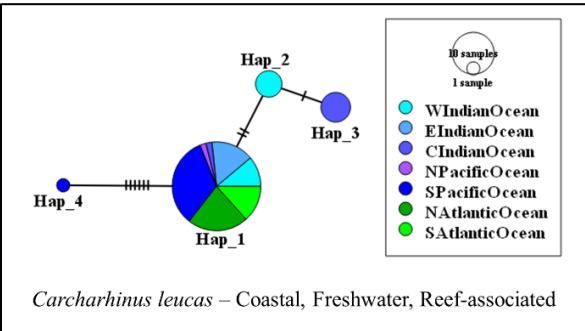 Hap_2
Hap_3
Hap_4
Hap_1
10 samples
1 sample
WIndianOcean
EIndianOcean
CIndianOcean
NPacificOcean
SPacificOcean
NAtlanticOcean
SAtlanticOcean
Carcharhinus leucas – Coastal, Freshwater, Reef-associated